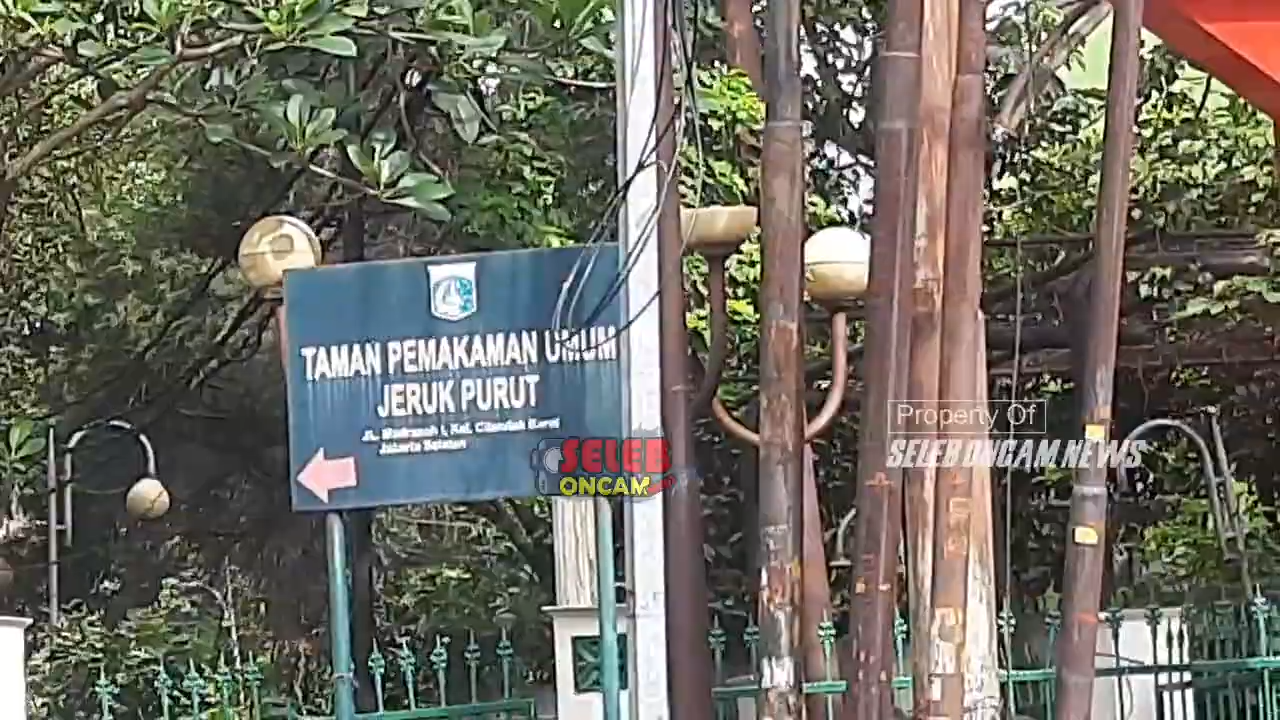 TAMAN PEMAKAMAN UMUM
JERUK PURUT
JL. Madrasah I, Kel. Cilandak Barat
Jakarta Selatan
SELEB
ONCAM
Property Of
SELEB ONCAM NEWS